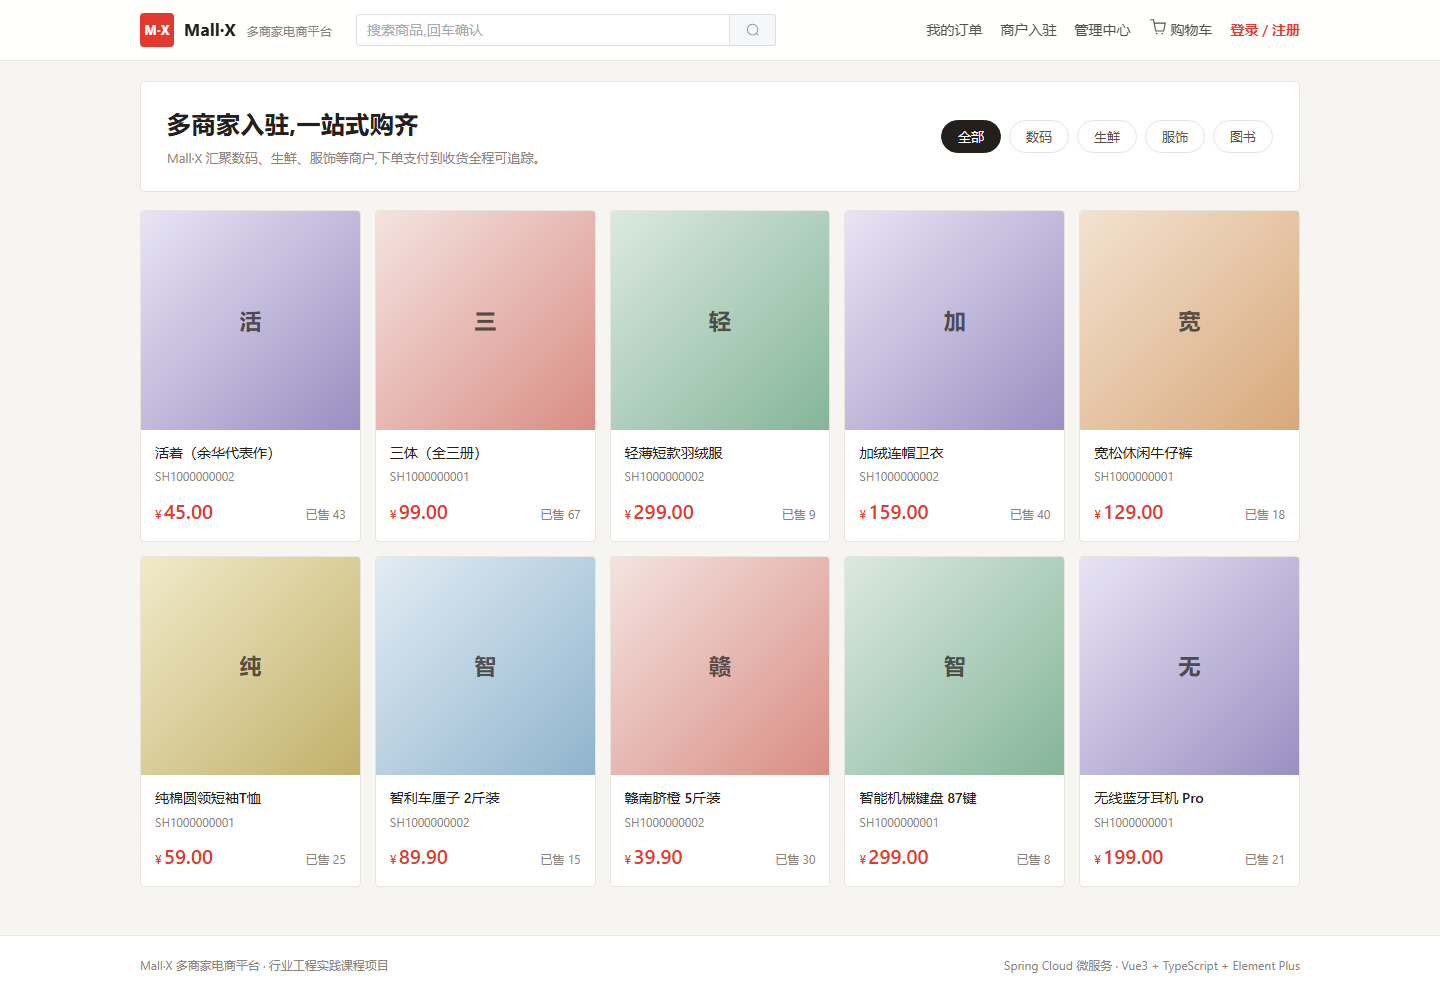 M·X Mall·X 多商家电商平台 搜索商品,回车确认 我的订单 商户入驻 管理中心 购物车 登录 / 注册
多商家入驻,一站式购齐
Mall·X 汇聚数码、生鲜、服饰等商户,下单支付到收货全程可追踪。
全部 数码 生鲜 服饰 图书
活 三 轻 加 宽
活着（余华代表作） 三体（全三册） 轻薄短款羽绒服 加绒连帽卫衣 宽松休闲牛仔裤
SH1000000002 SH1000000001 SH1000000002 SH1000000002 SH1000000001
¥45.00 已售 43 ¥99.00 已售 67 ¥299.00 已售 9 ¥159.00 已售 40 ¥129.00 已售 18
纯 智 赣 智 无
纯棉圆领短袖T恤 智利车厘子 2斤装 赣南脐橙 5斤装 智能机械键盘 87键 无线蓝牙耳机 Pro
SH1000000001 SH1000000002 SH1000000002 SH1000000001 SH1000000001
¥59.00 已售 25 ¥89.90 已售 15 ¥39.90 已售 30 ¥299.00 已售 8 ¥199.00 已售 21
Mall·X 多商家电商平台 · 行业工程实践课程项目 Spring Cloud 微服务 · Vue3 + TypeScript + Element Plus